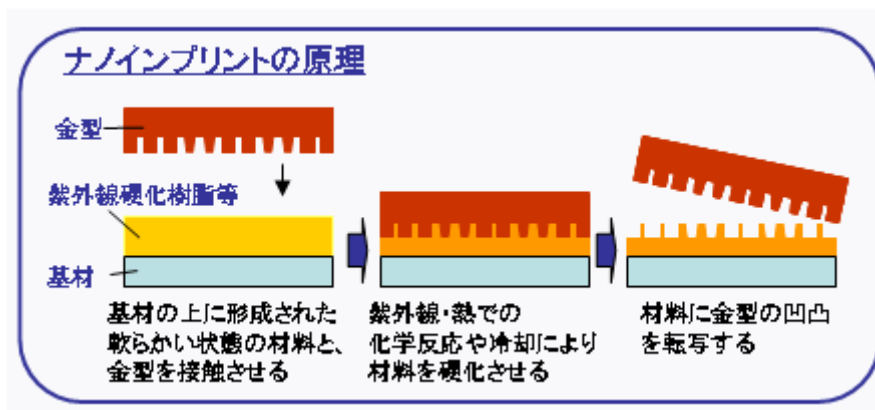 ナノインプリントの原理
金型
紫外線硬化樹脂等
基材
基材の上に形成された
軟らかい状態の材料と、
金型を接触させる
紫外線・熱での
化学反応や冷却により
材料を硬化させる
材料に金型の凹凸
を転写する